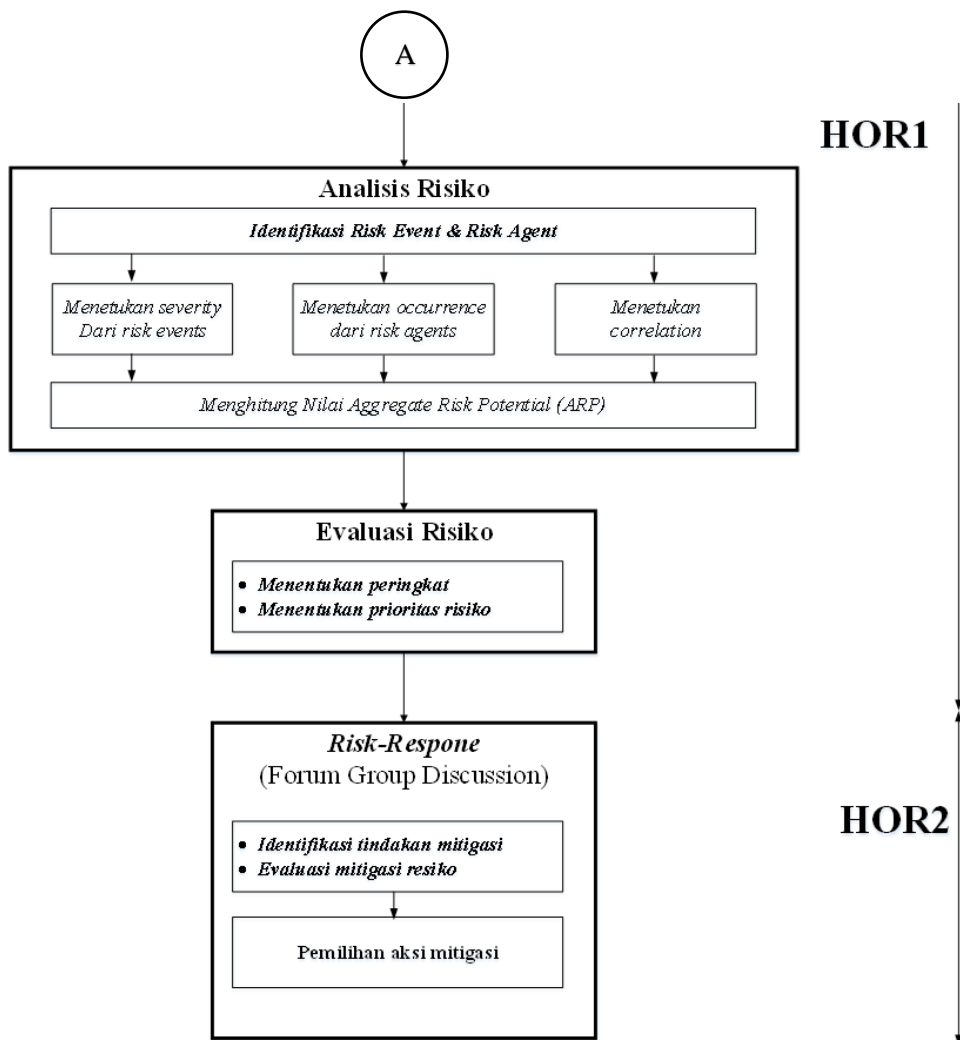 A
HOR1
Analisis Risiko
Identifikasi Risk Event & Risk Agent
Menetukan severity
Dari risk events
Menetukan occurrence
dari risk agents
Menetukan
correlation
Menghitung Nilai Aggregate Risk Potential (ARP)
Evaluasi Risiko
• Menentukan peringkat
• Menentukan prioritas risiko
Risk-Respone
(Forum Group Discussion)
HOR2
• Identifikasi tindakan mitigasi
• Evaluasi mitigasi resiko
Pemilihan aksi mitigasi